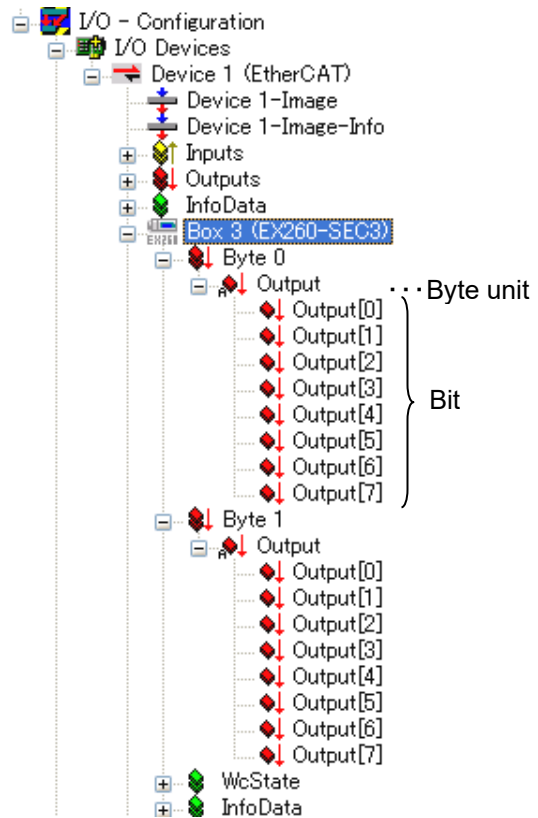 I/O - Configuration
I/O Devices
Device 1 (EtherCAT)
Device 1-Image
Device 1-Image-Info
Inputs
Outputs
InfoData
EX260 Box 3 (EX260-SEC3)
Byte 0
A Output ···Byte unit
Output[0]
Output[1]
Output[2]
Output[3]
Output[4] Bit
Output[5]
Output[6]
Output[7]
Byte 1
A Output
Output[0]
Output[1]
Output[2]
Output[3]
Output[4]
Output[5]
Output[6]
Output[7]
WcState
InfoData